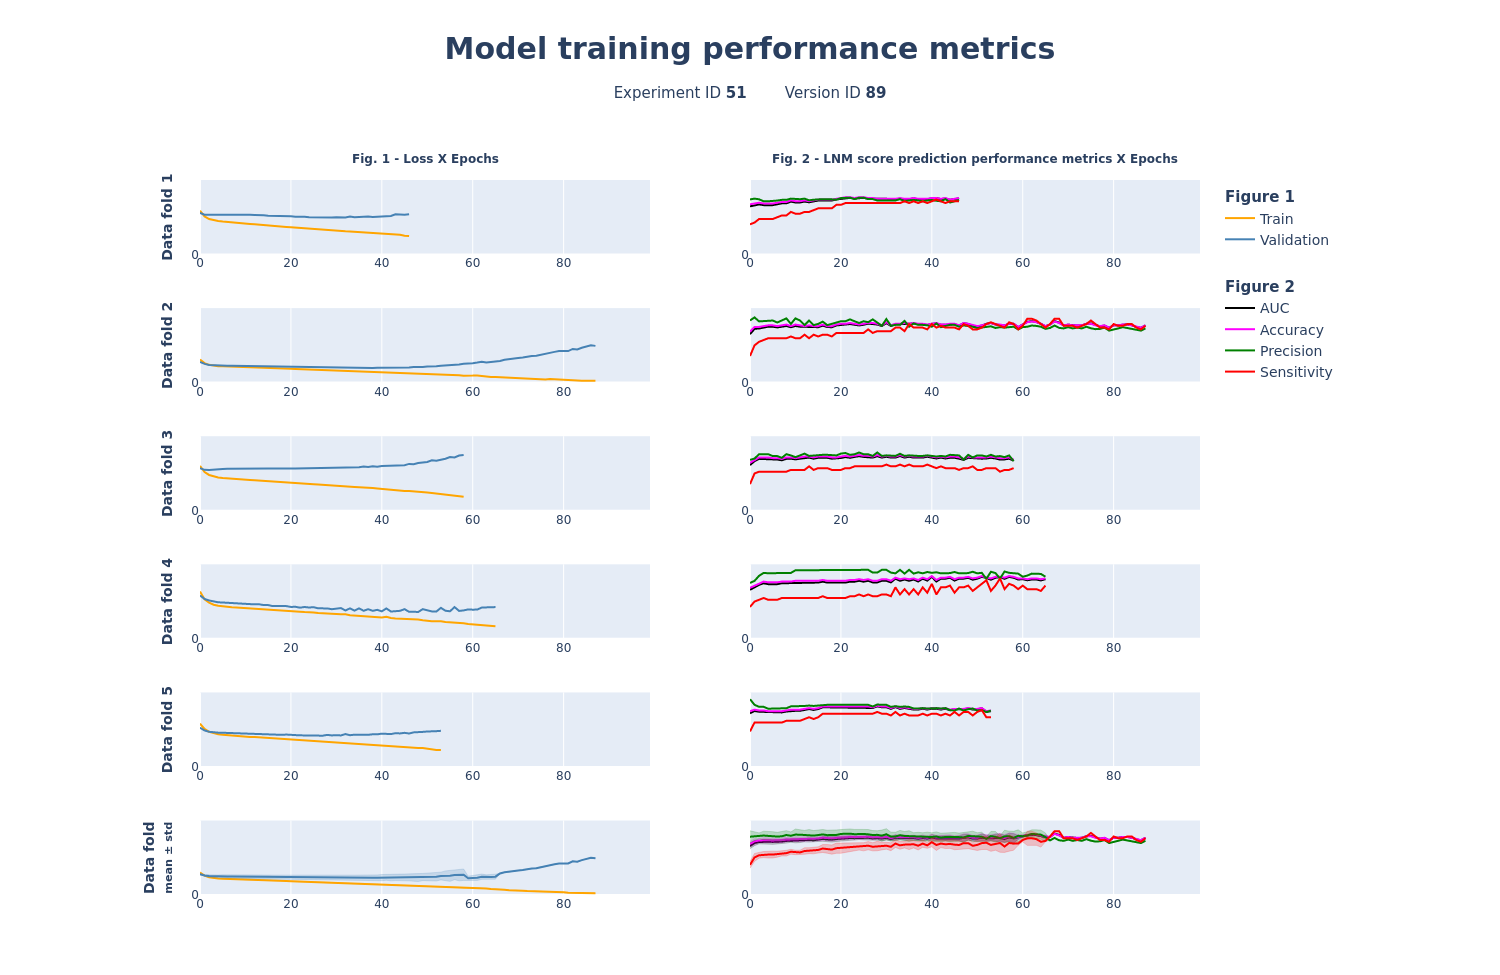 Model training performance metrics
Experiment ID 51 Version ID 89
Fig. 1 - Loss X Epochs
Fig. 2 - LNM score prediction performance metrics X Epochs
Data fold 1
0
0 20 40 60 80
0
0 20 40 60 80
Figure 1
Train
Validation
Figure 2
AUC
Accuracy
Precision
Sensitivity
Data fold 2
0
0 20 40 60 80
0
0 20 40 60 80
Data fold 3
0
0 20 40 60 80
0
0 20 40 60 80
Data fold 4
0
0 20 40 60 80
0
0 20 40 60 80
Data fold 5
0
0 20 40 60 80
0
0 20 40 60 80
Data fold
mean ± std
0
0 20 40 60 80
0
0 20 40 60 80